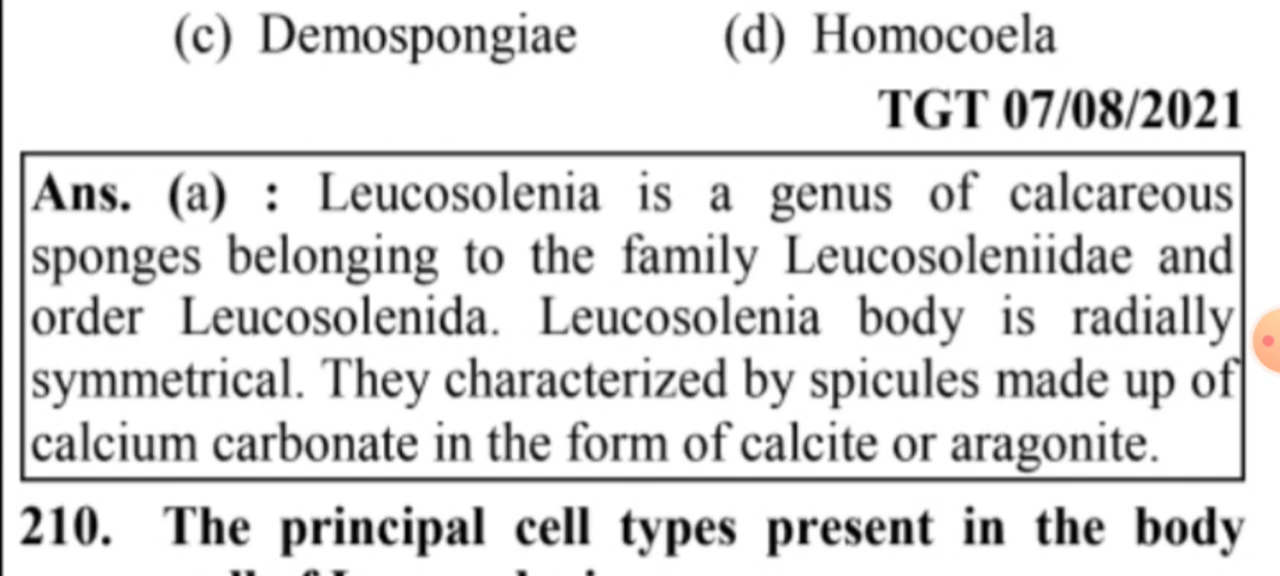 (c) Demospongiae (d) Homocoela
TGT 07/08/2021
Ans. (a) : Leucosolenia is a genus of calcareous
sponges belonging to the family Leucosoleniidae and
order Leucosolenida. Leucosolenia body is radially
symmetrical. They characterized by spicules made up of
calcium carbonate in the form of calcite or aragonite.
210. The principal cell types present in the body